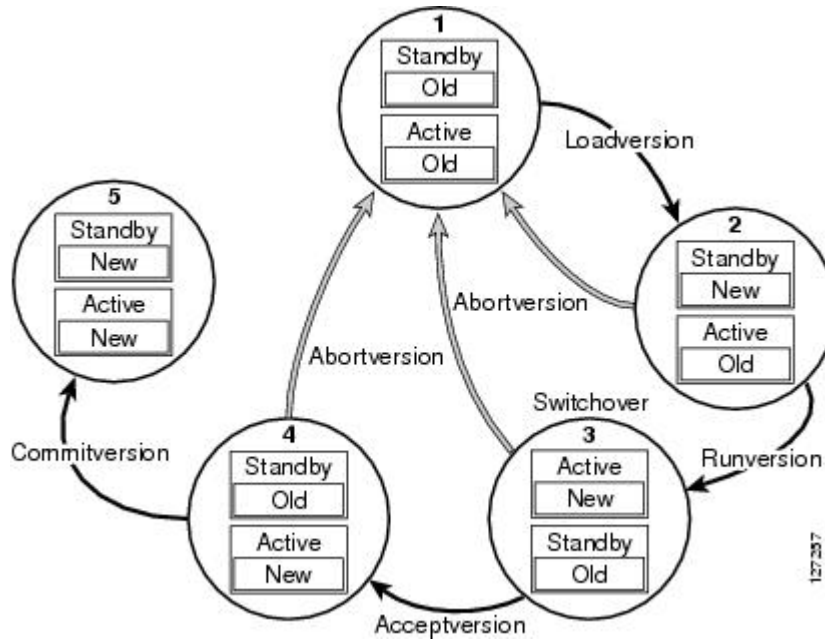 1
Standby
Old
Active
Old
Loadversion
5
Standby
New
Active
New
2
Standby
New
Active
Old
Abortversion
Abortversion
Switchover
4
Standby
Old
Active
New
3
Active
New
Standby
Old
Commitversion
Runversion
Acceptversion
127257